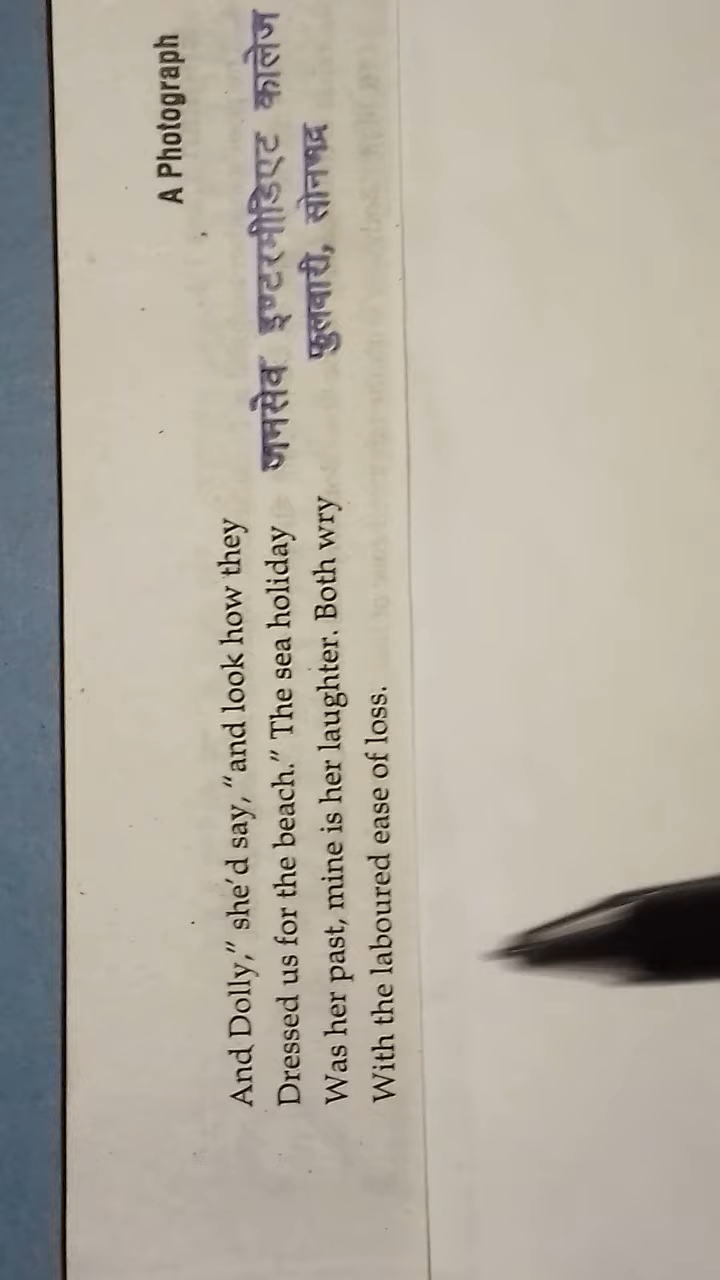 A Photograph
जनसेवा इण्टरमीडिएट कालेज
फुलवारी, सोनभद्र
And Dolly,” she’d say, “and look how they
Dressed us for the beach.” The sea holiday
Was her past, mine is her laughter. Both wry
With the laboured ease of loss.